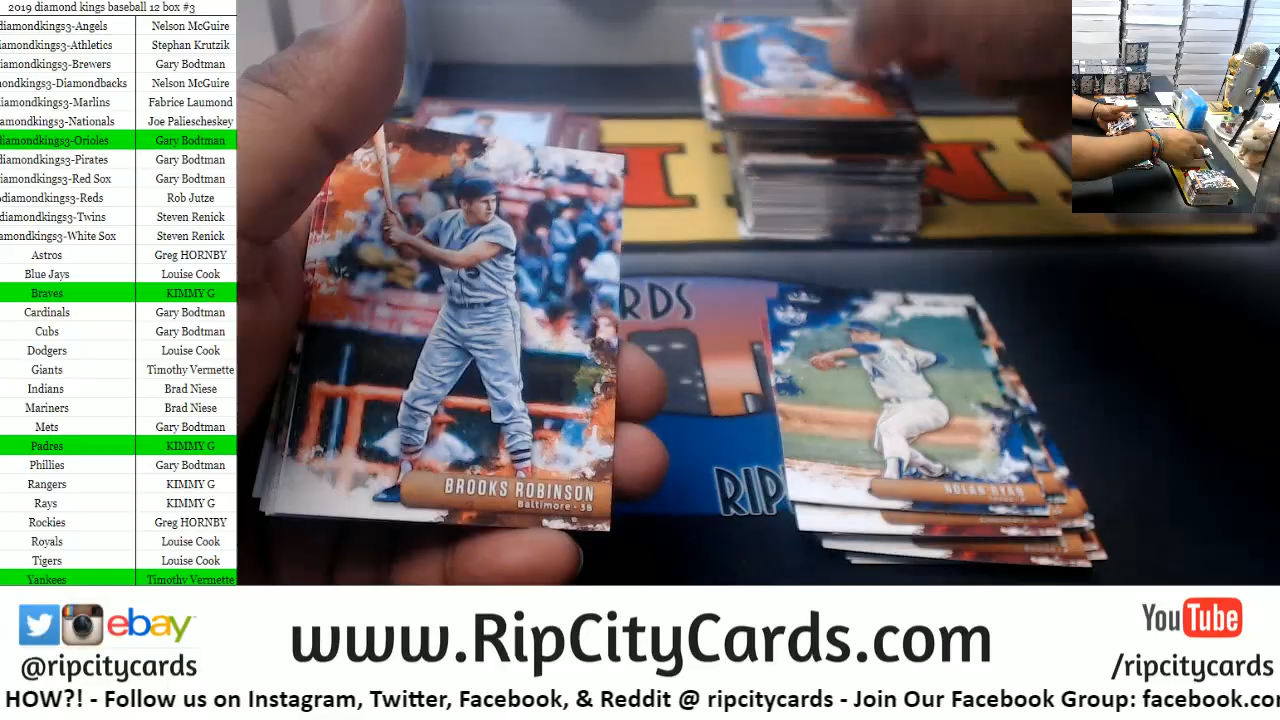 2019 diamond kings baseball 12 box #3
diamondkings3-Angels Nelson McGuire
iamondkings3-Athletics Stephan Krutzik
diamondkings3-Brewers Gary Bodtman
mondkings3-Diamondbacks Nelson McGuire
iamondkings3-Marlins Fabrice Laumond
amondkings3-Nationals Joe Paliescheskey
diamondkings3-Orioles Gary Bodtman
diamondkings3-Pirates Gary Bodtman
iamondkings3-Red Sox Gary Bodtman
diamondkings3-Reds Rob Jutze
diamondkings3-Twins Steven Renick
amondkings3-White Sox Steven Renick
Astros Greg HORNBY
Blue Jays Louise Cook
Braves KIMMY G
Cardinals Gary Bodtman
Cubs Gary Bodtman
Dodgers Louise Cook
Giants Timothy Vermette
Indians Brad Niese
Mariners Brad Niese
Mets Gary Bodtman
Padres KIMMY G
Phillies Gary Bodtman
Rangers KIMMY G
Rays KIMMY G
Rockies Greg HORNBY
Royals Louise Cook
Tigers Louise Cook
Yankees Timothy Vermette
BROOKS ROBINSON
Baltimore - 3B
RDS
RIP
NOLAN RYAN
ebay
@ripcitycards
www.RipCityCards.com
YouTube
/ripcitycards
HOW?! - Follow us on Instagram, Twitter, Facebook, & Reddit @ ripcitycards - Join Our Facebook Group: facebook.co